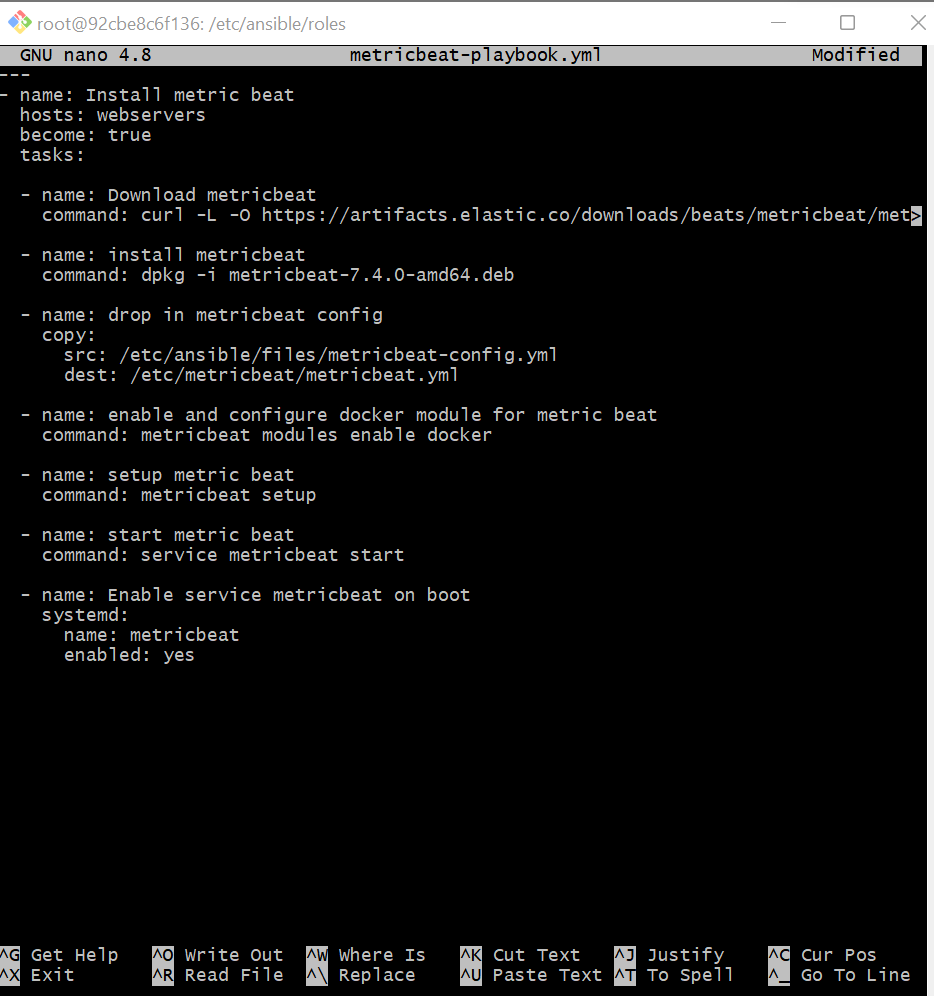 root@92cbe8c6f136: /etc/ansible/roles
GNU nano 4.8 metricbeat-playbook.yml Modified
---
- name: Install metric beat
  hosts: webservers
  become: true
  tasks:
  - name: Download metricbeat
    command: curl -L -O https://artifacts.elastic.co/downloads/beats/metricbeat/met>
  - name: install metricbeat
    command: dpkg -i metricbeat-7.4.0-amd64.deb
  - name: drop in metricbeat config
    copy:
      src: /etc/ansible/files/metricbeat-config.yml
      dest: /etc/metricbeat/metricbeat.yml
  - name: enable and configure docker module for metric beat
    command: metricbeat modules enable docker
  - name: setup metric beat
    command: metricbeat setup
  - name: start metric beat
    command: service metricbeat start
  - name: Enable service metricbeat on boot
    systemd:
      name: metricbeat
      enabled: yes
^G Get Help ^O Write Out ^W Where Is ^K Cut Text ^J Justify ^C Cur Pos
^X Exit ^R Read File ^\ Replace ^U Paste Text ^T To Spell ^_ Go To Line